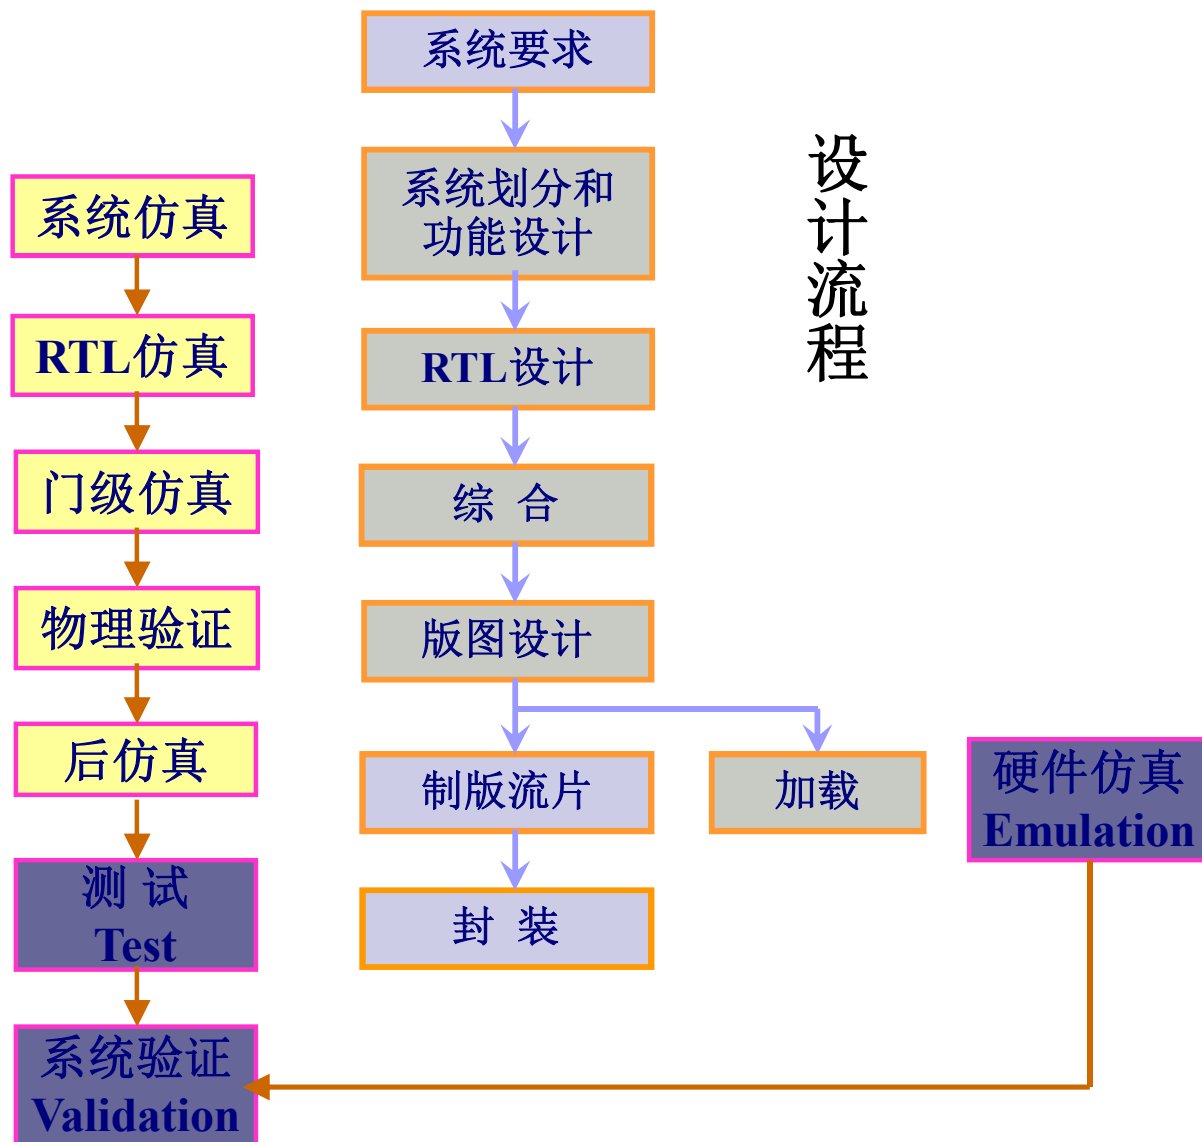 系统要求
系统划分和
功能设计
RTL设计
综 合
版图设计
制版流片
加载
封 装
设计流程
系统仿真
RTL仿真
门级仿真
物理验证
后仿真
测 试
Test
系统验证
Validation
硬件仿真
Emulation